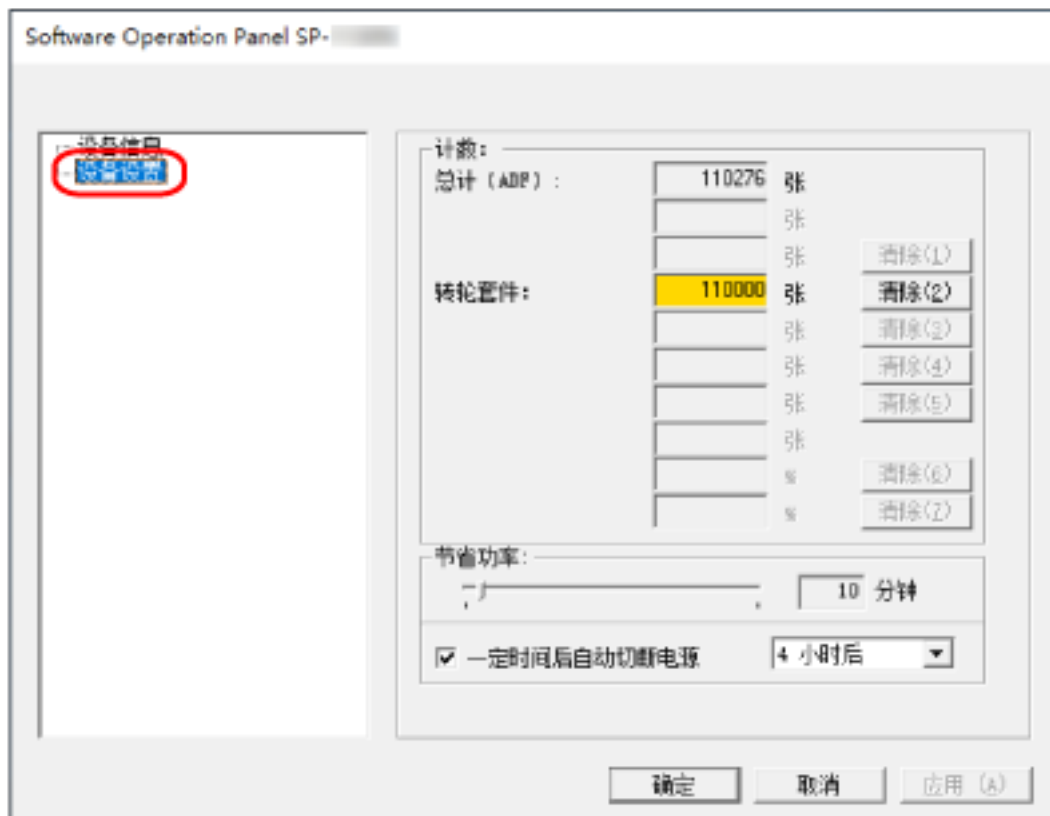 Software Operation Panel SP-
设备信息
设备设置
计数:
总计 (ADF) :
110276 张
张
张 清除(1)
转轮套件:
110000 张 清除(2)
张 清除(3)
张 清除(4)
张 清除(5)
张
% 清除(6)
% 清除(7)
节省功率:
10 分钟
一定时间后自动切断电源
4 小时后
确定
取消
应用 (A)